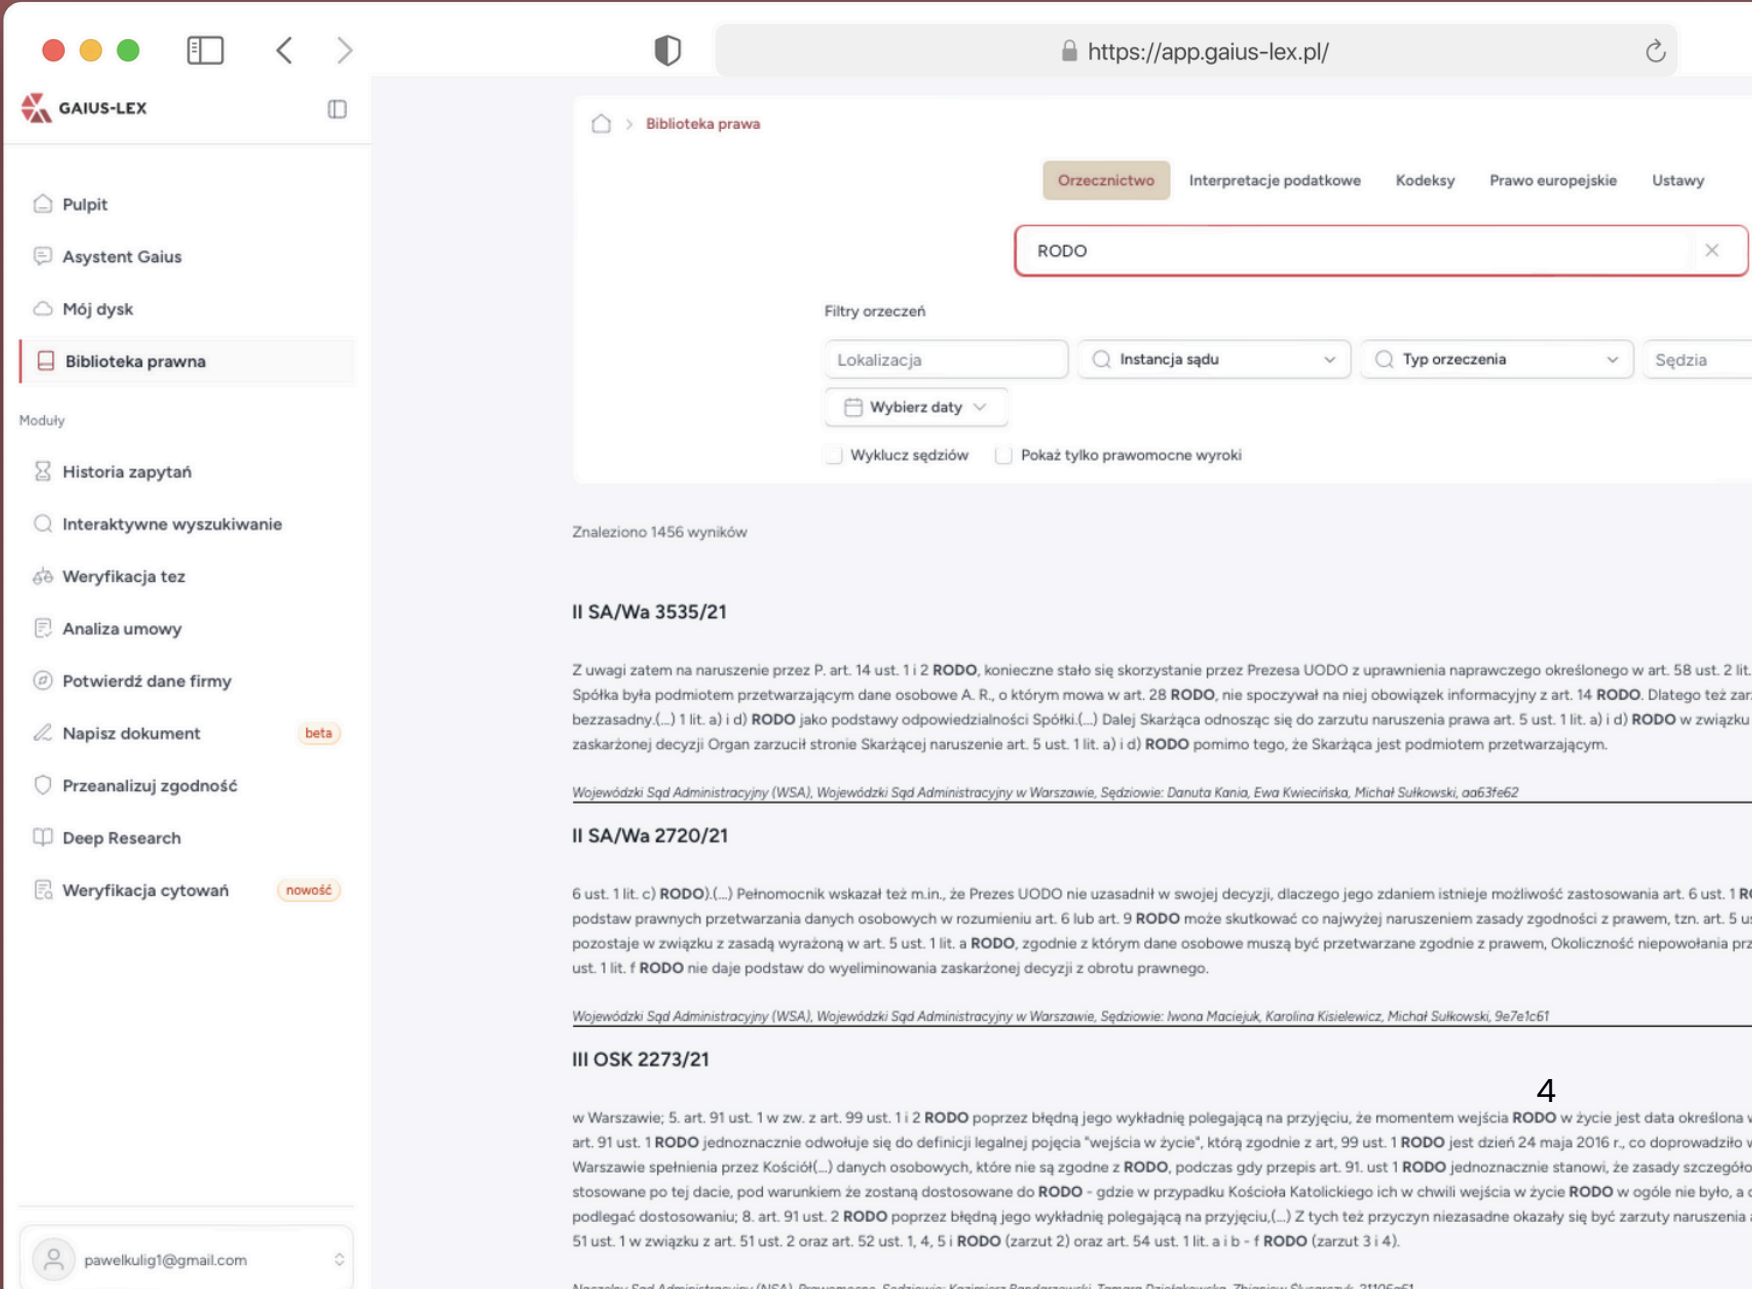 https://app.gaius-lex.pl/
GAIUS-LEX
Pulpit
Asystent Gaius
Mój dysk
Biblioteka prawna
Moduły
Historia zapytań
Interaktywne wyszukiwanie
Weryfikacja tez
Analiza umowy
Potwierdź dane firmy
Napisz dokument beta
Przeanalizuj zgodność
Deep Research
Weryfikacja cytowań nowość
pawelkulig1@gmail.com
Biblioteka prawa
Orzecznictwo Interpretacje podatkowe Kodeksy Prawo europejskie Ustawy
RODO
Filtry orzeczeń
Lokalizacja Instancja sądu Typ orzeczenia Sędzia
Wybierz daty
Wyklucz sędziów Pokaż tylko prawomocne wyroki
Znaleziono 1456 wyników
II SA/Wa 3535/21
Z uwagi zatem na naruszenie przez P. art. 14 ust. 1 i 2 RODO, konieczne stało się skorzystanie przez Prezesa UODO z uprawnienia naprawczego określonego w art. 58 ust. 2 lit.
Spółka była podmiotem przetwarzającym dane osobowe A. R., o którym mowa w art. 28 RODO, nie spoczywał na niej obowiązek informacyjny z art. 14 RODO. Dlatego też zarz
bezzasadny.(...) 1 lit. a) i d) RODO jako podstawy odpowiedzialności Spółki.(...) Dalej Skarżąca odnosząc się do zarzutu naruszenia prawa art. 5 ust. 1 lit. a) i d) RODO w związku
zaskarżonej decyzji Organ zarzucił stronie Skarżącej naruszenie art. 5 ust. 1 lit. a) i d) RODO pomimo tego, że Skarżąca jest podmiotem przetwarzającym.
Wojewódzki Sąd Administracyjny (WSA), Wojewódzki Sąd Administracyjny w Warszawie, Sędziowie: Danuta Kania, Ewa Kwiecińska, Michał Sułkowski, aa63fe62
II SA/Wa 2720/21
6 ust. 1 lit. c) RODO).(...) Pełnomocnik wskazał też m.in., że Prezes UODO nie uzasadnił w swojej decyzji, dlaczego jego zdaniem istnieje możliwość zastosowania art. 6 ust. 1 RO
podstaw prawnych przetwarzania danych osobowych w rozumieniu art. 6 lub art. 9 RODO może skutkować co najwyżej naruszeniem zasady zgodności z prawem, tzn. art. 5 us
pozostaje w związku z zasadą wyrażoną w art. 5 ust. 1 lit. a RODO, zgodnie z którym dane osobowe muszą być przetwarzane zgodnie z prawem, Okoliczność niepowołania prz
ust. 1 lit. f RODO nie daje podstaw do wyeliminowania zaskarżonej decyzji z obrotu prawnego.
Wojewódzki Sąd Administracyjny (WSA), Wojewódzki Sąd Administracyjny w Warszawie, Sędziowie: Iwona Maciejuk, Karolina Kisielewicz, Michał Sułkowski, 9e7e1c61
III OSK 2273/21
4
w Warszawie; 5. art. 91 ust. 1 w zw. z art. 99 ust. 1 i 2 RODO poprzez błędną jego wykładnię polegającą na przyjęciu, że momentem wejścia RODO w życie jest data określona w
art. 91 ust. 1 RODO jednoznacznie odwołuje się do definicji legalnej pojęcia "wejścia w życie", którą zgodnie z art, 99 ust. 1 RODO jest dzień 24 maja 2016 r., co doprowadziło w
Warszawie spełnienia przez Kościół(...) danych osobowych, które nie są zgodne z RODO, podczas gdy przepis art. 91. ust 1 RODO jednoznacznie stanowi, że zasady szczegóło
stosowane po tej dacie, pod warunkiem że zostaną dostosowane do RODO - gdzie w przypadku Kościoła Katolickiego ich w chwili wejścia w życie RODO w ogóle nie było, a
podlegać dostosowaniu; 8. art. 91 ust. 2 RODO poprzez błędną jego wykładnię polegającą na przyjęciu,(...) Z tych też przyczyn niezasadne okazały się być zarzuty naruszenia
51 ust. 1 w związku z art. 51 ust. 2 oraz art. 52 ust. 1, 4, 5 i RODO (zarzut 2) oraz art. 54 ust. 1 lit. a i b - f RODO (zarzut 3 i 4).